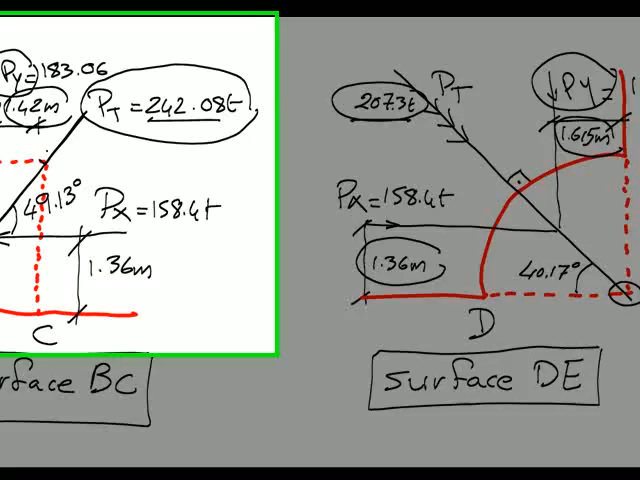 Py=183.06
1.42m
PT=242.08t
49.13°
Px=158.4t
1.36m
C
surface BC
207.3t
PT
Py=
1.615m
Px=158.4t
1.36m
40.17°
D
surface DE